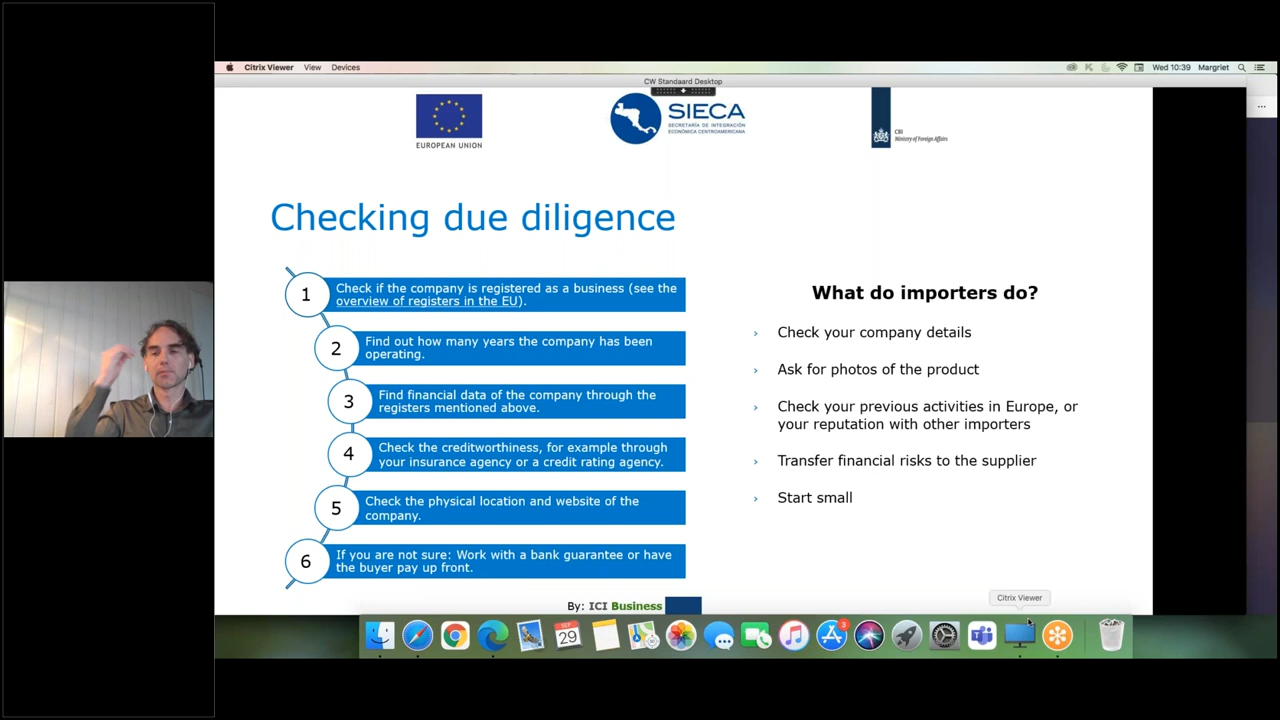 Citrix Viewer View Devices
Wed 10:39 Margriet
CW Standaard Desktop
EUROPEAN UNION
SIECA
SECRETARÍA DE INTEGRACIÓN
ECONÓMICA CENTROAMERICANA
CBI
Ministry of Foreign Affairs
Checking due diligence
1
Check if the company is registered as a business (see the
overview of registers in the EU).
2
Find out how many years the company has been
operating.
3
Find financial data of the company through the
registers mentioned above.
4
Check the creditworthiness, for example through
your insurance agency or a credit rating agency.
5
Check the physical location and website of the
company.
6
If you are not sure: Work with a bank guarantee or have
the buyer pay up front.
What do importers do?
› Check your company details
› Ask for photos of the product
› Check your previous activities in Europe, or
your reputation with other importers
› Transfer financial risks to the supplier
› Start small
By: ICI Business
Citrix Viewer
SEP
29
3